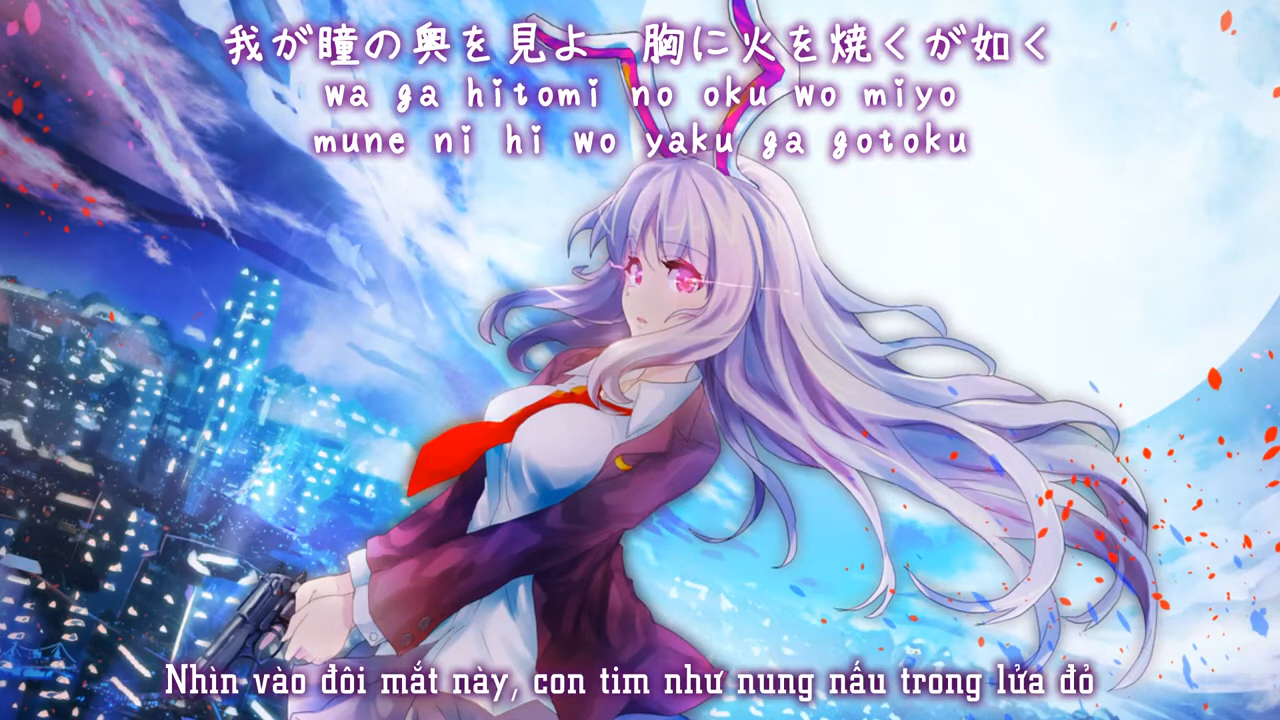 我が瞳の奥を見よ 胸に火を焼くが如く
wa ga hitomi no oku wo miyo
mune ni hi wo yaku ga gotoku
Nhìn vào đôi mắt này, con tim như nung nấu trong lửa đỏ